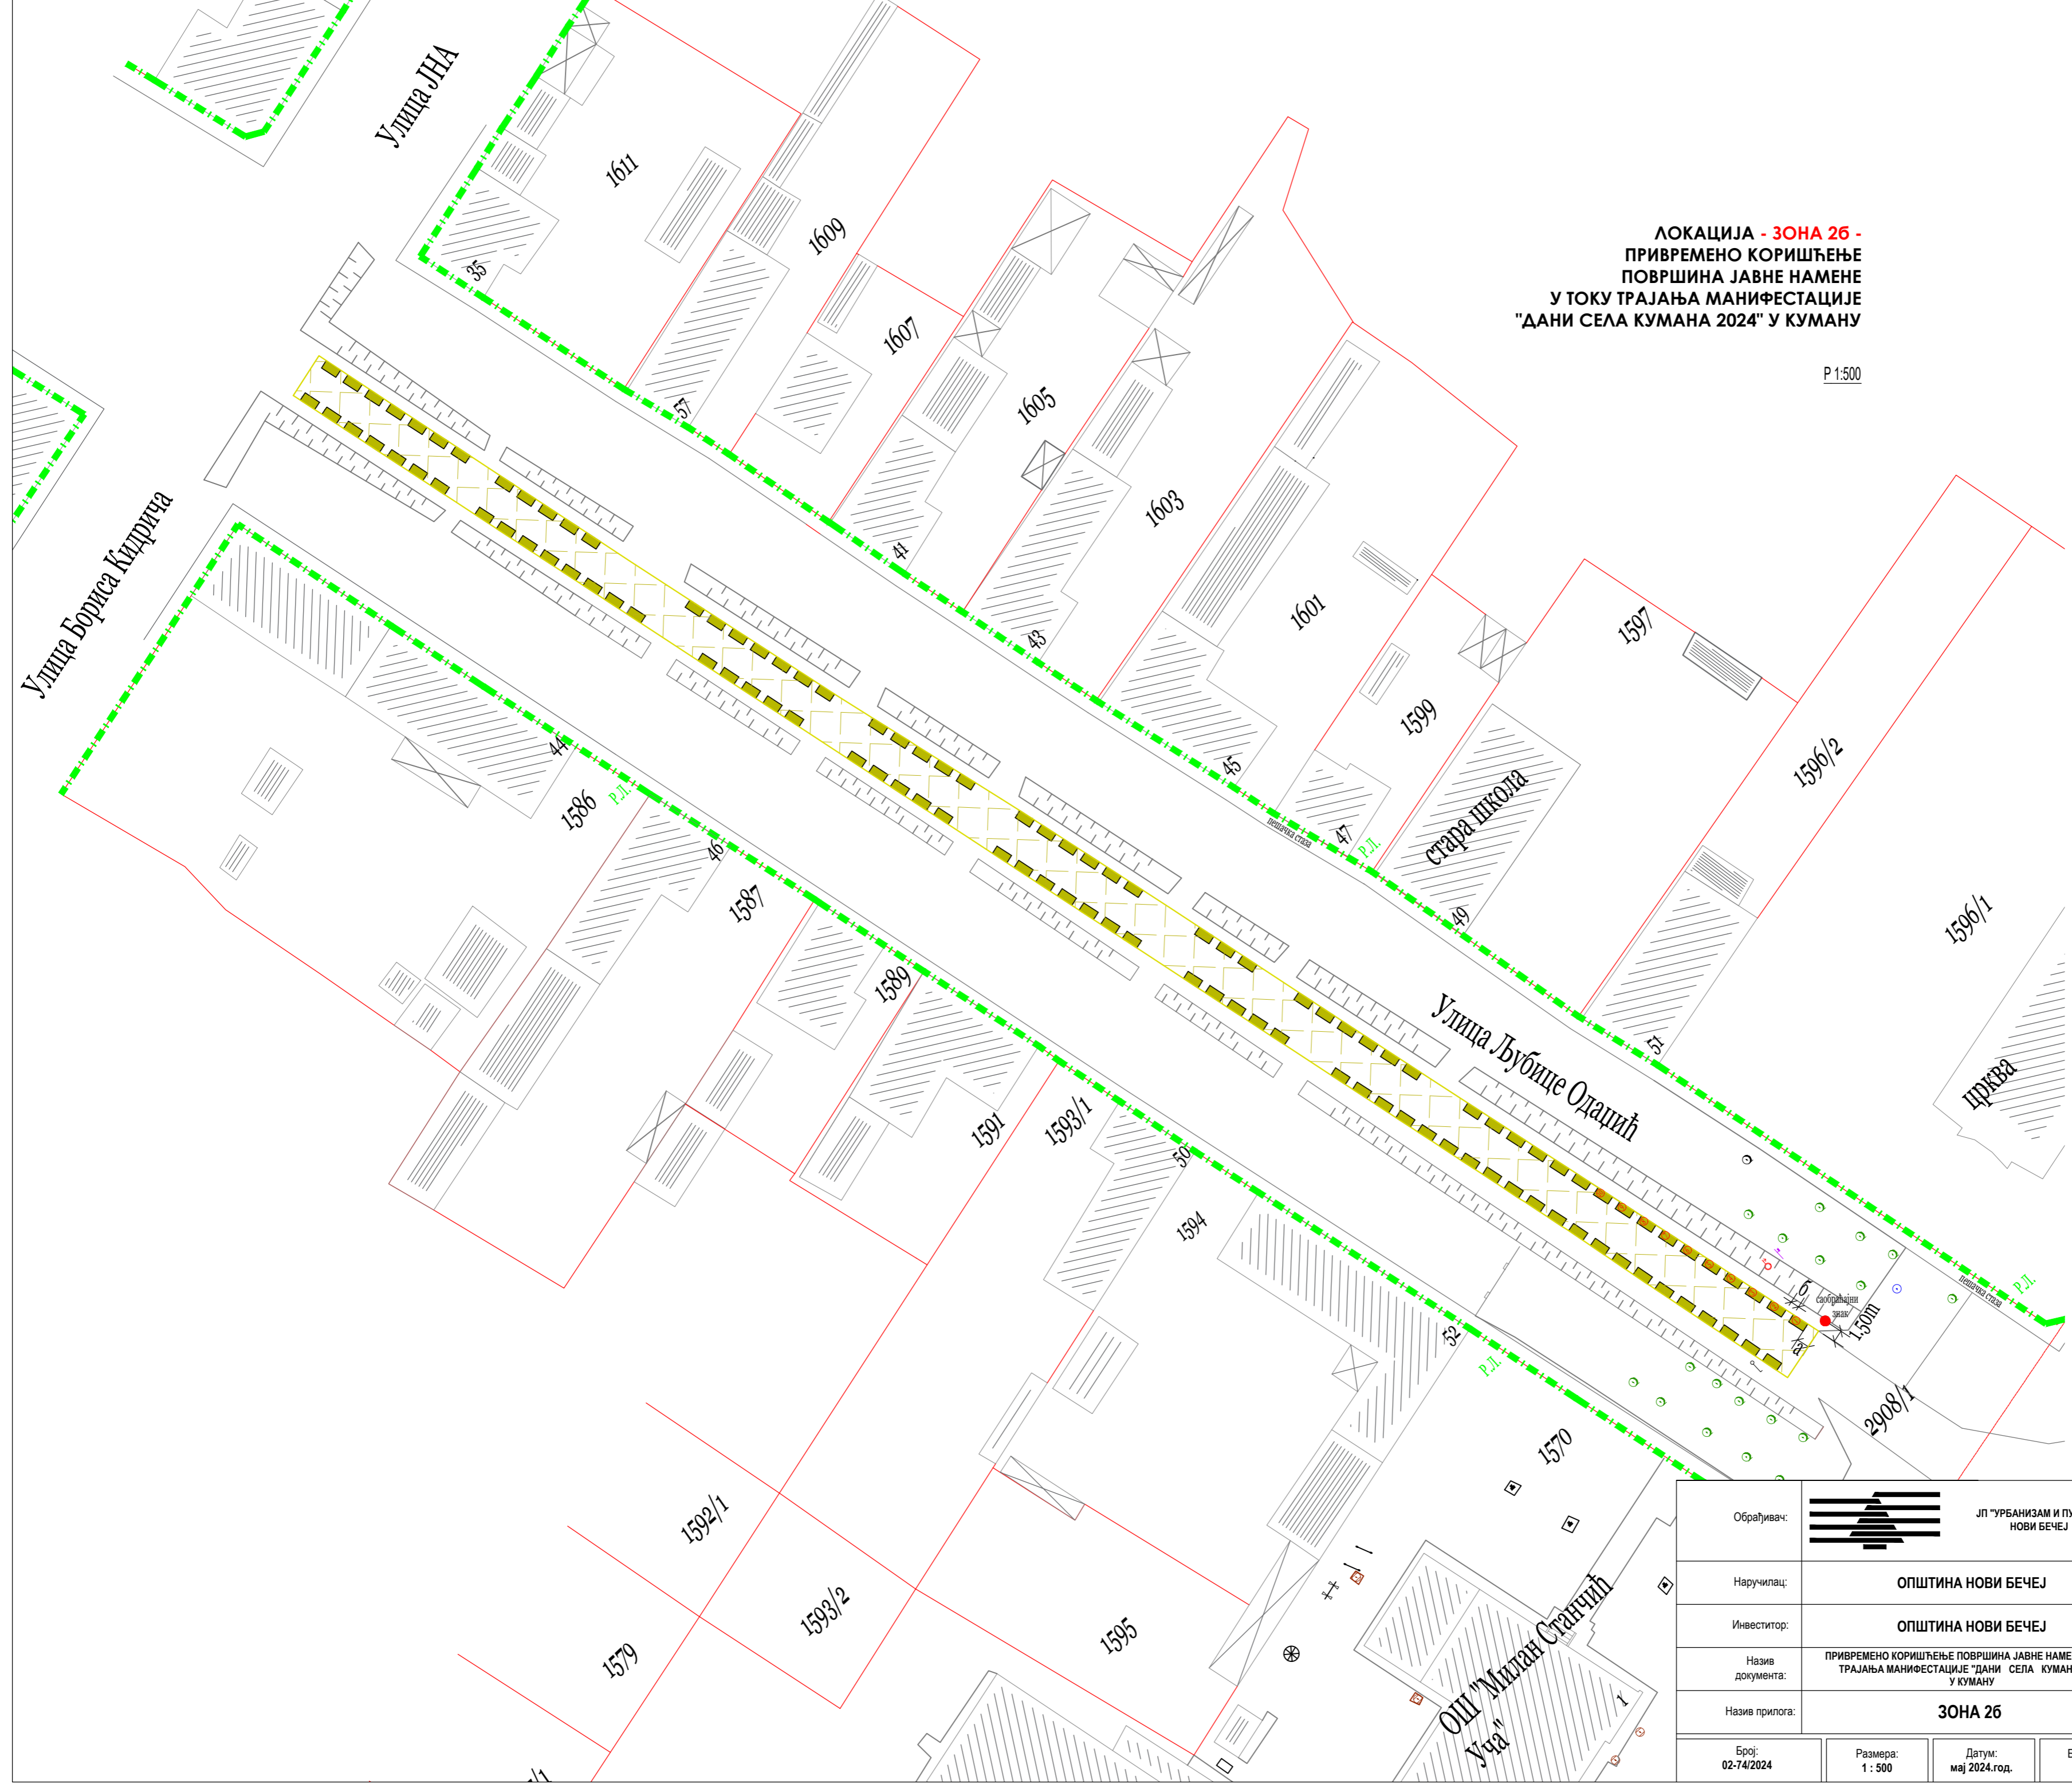 Улица ЈНА
1611
1609
35
ЛОКАЦИЈА - ЗОНА 2б -
ПРИВРЕМЕНО КОРИШЋЕЊЕ
ПОВРШИНА ЈАВНЕ НАМЕНЕ
У ТОКУ ТРАЈАЊА МАНИФЕСТАЦИЈЕ
"ДАНИ СЕЛА КУМАНА 2024" У КУМАНУ
Р 1:500
1607
57
1605
1603
41
Улица Бориса Кидрича
43
1601
1597
1599
45
1596/2
44
1586
Р.Л.
46
1587
пешачка стаза
47
Р.Л.
стара школа
49
1596/1
1589
51
Улица Љубице Одаџић
црква
1591
1593/1
50
1594
б
саобраћајни
знак
1.50m
а
пешачка стаза
Р.Л.
52
Р.Л.
2908/1
1570
1592/1
1593/2
1595
1579
ОШ "Милан Станчић
Уча"
1
/1
Обрађивач:
ЈП "УРБАНИЗАМ И ПУ
НОВИ БЕЧЕЈ
Наручилац:
ОПШТИНА НОВИ БЕЧЕЈ
Инвеститор:
ОПШТИНА НОВИ БЕЧЕЈ
Назив
документа:
ПРИВРЕМЕНО КОРИШЋЕЊЕ ПОВРШИНА ЈАВНЕ НАМЕ
ТРАЈАЊА МАНИФЕСТАЦИЈЕ "ДАНИ СЕЛА КУМАН
У КУМАНУ
Назив прилога:
ЗОНА 2б
Број:
02-74/2024
Размера:
1 : 500
Датум:
мај 2024.год.